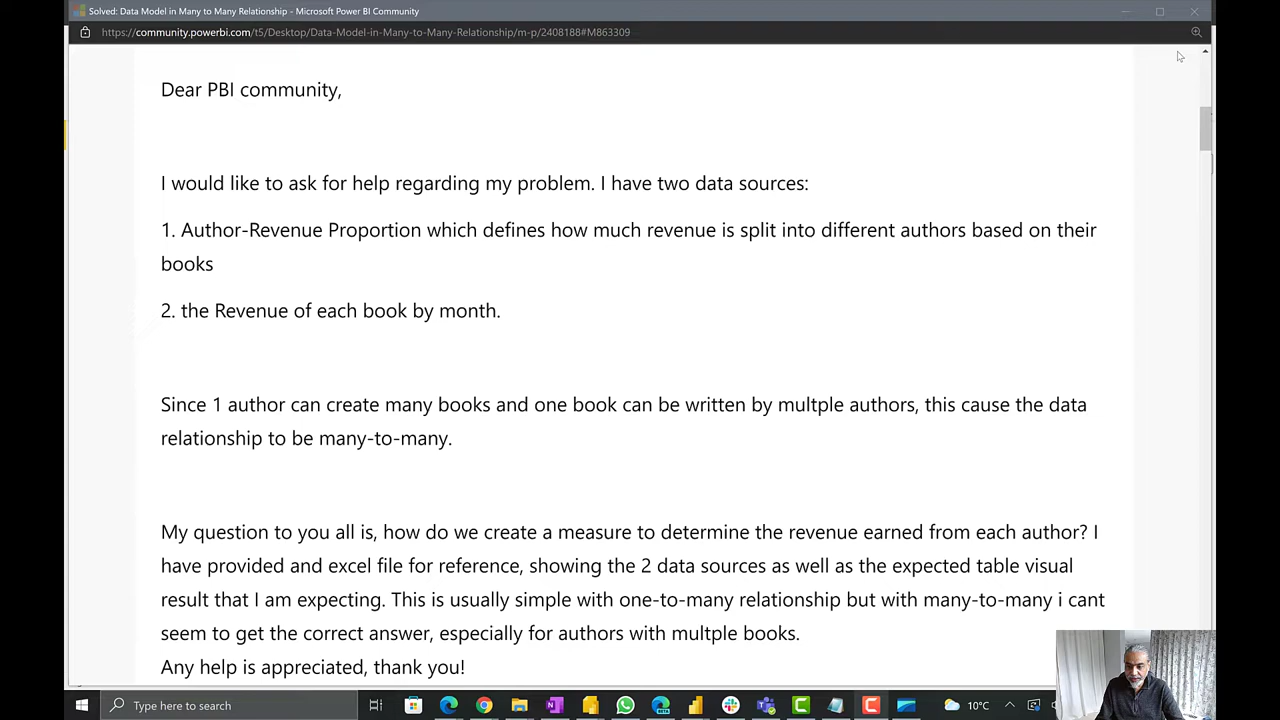 Solved: Data Model in Many to Many Relationship - Microsoft Power BI Community
https://community.powerbi.com/t5/Desktop/Data-Model-in-Many-to-Many-Relationship/m-p/2408188#M863309
Dear PBI community,
I would like to ask for help regarding my problem. I have two data sources:
1. Author-Revenue Proportion which defines how much revenue is split into different authors based on their
books
2. the Revenue of each book by month.
Since 1 author can create many books and one book can be written by multple authors, this cause the data
relationship to be many-to-many.
My question to you all is, how do we create a measure to determine the revenue earned from each author? I
have provided and excel file for reference, showing the 2 data sources as well as the expected table visual
result that I am expecting. This is usually simple with one-to-many relationship but with many-to-many i cant
seem to get the correct answer, especially for authors with multple books.
Any help is appreciated, thank you!
Type here to search
10°C